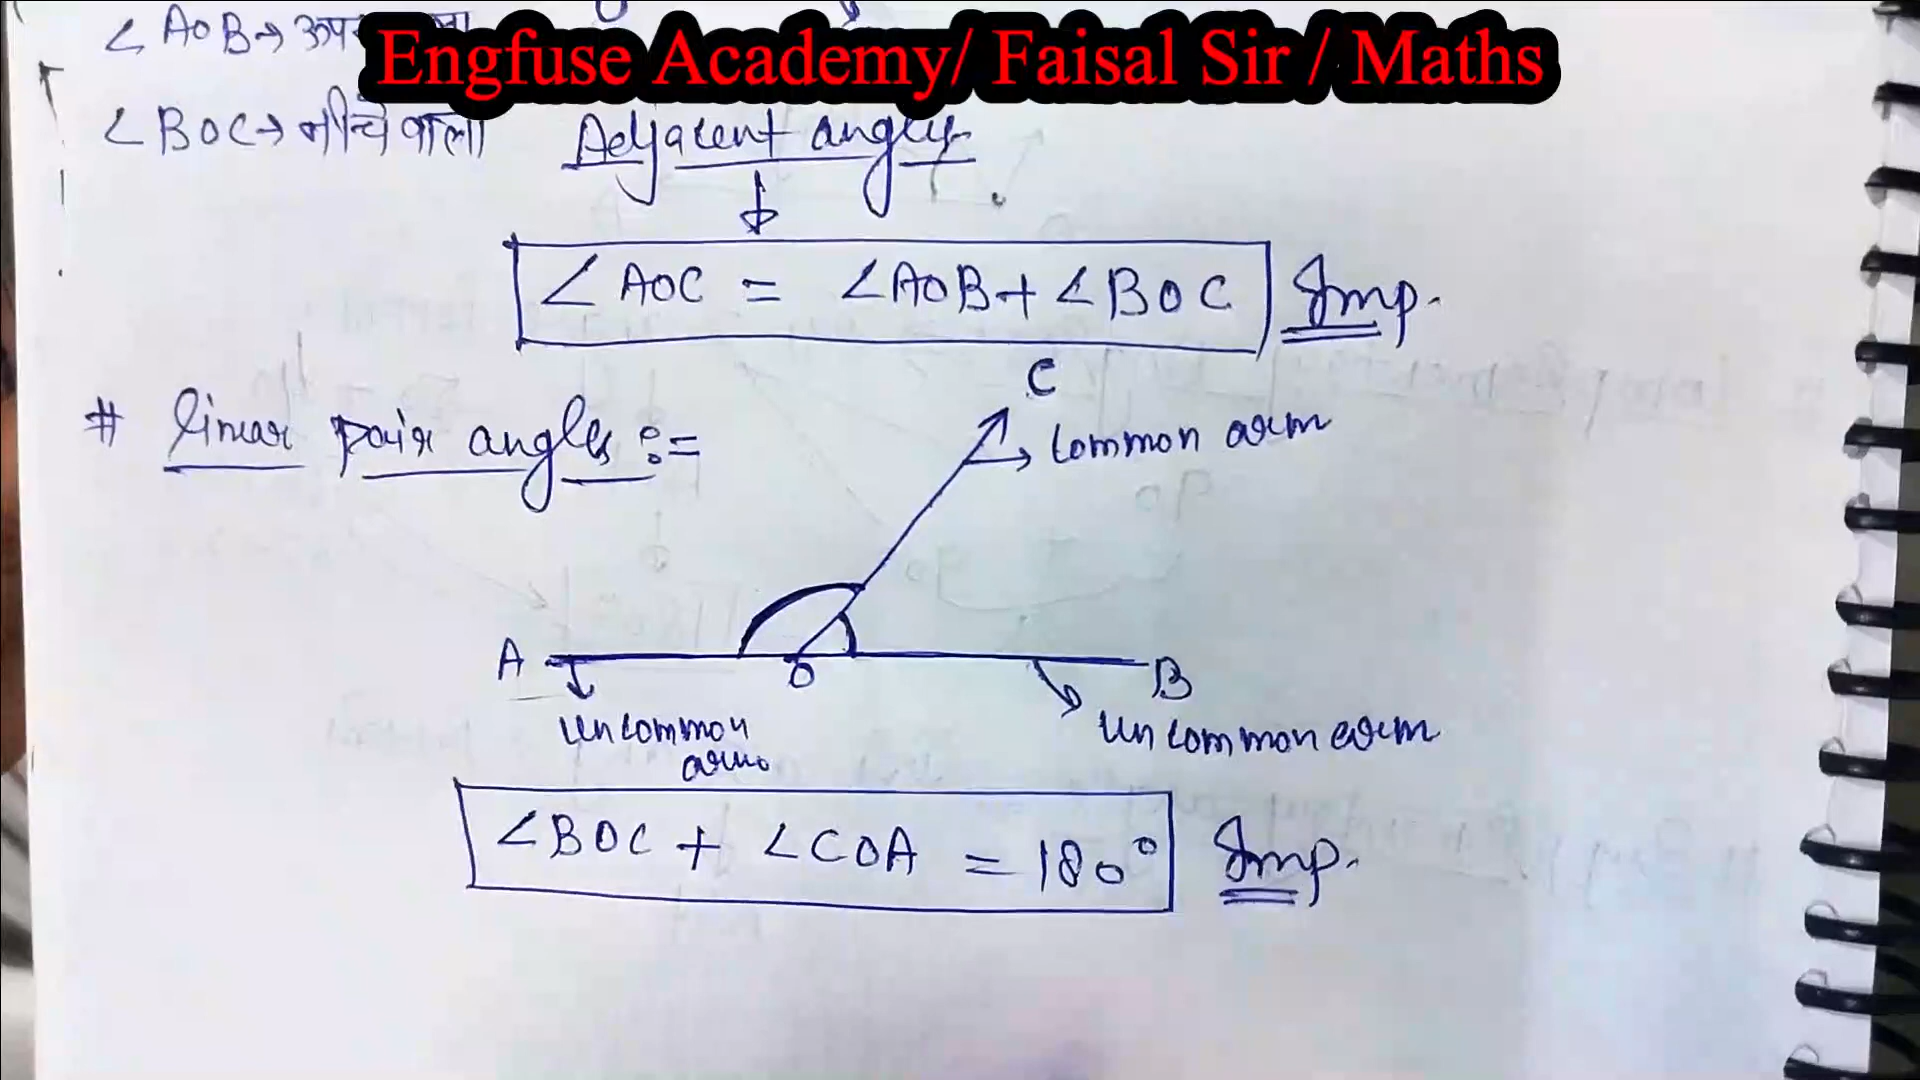 Engfuse Academy/ Faisal Sir / Maths
∠AOB→
∠BOC→ नीचे वाला
Adjacent angles
∠AOC = ∠AOB + ∠BOC Imp.
# linear pair angles :=
C
common arm
A
O
B
uncommon arm
uncommon arm
∠BOC + ∠COA = 180° Imp.